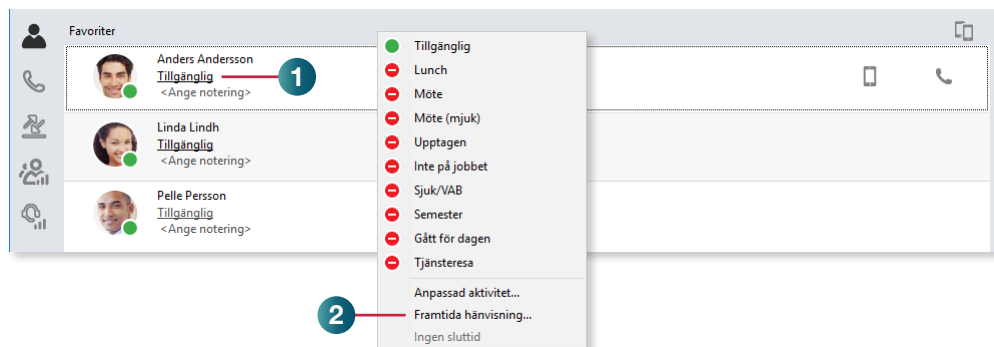 Favoriter
Anders Andersson
Tillgänglig
<Ange notering>
1
Linda Lindh
Tillgänglig
<Ange notering>
Pelle Persson
Tillgänglig
<Ange notering>
Tillgänglig
Lunch
Möte
Möte (mjuk)
Upptagen
Inte på jobbet
Sjuk/VAB
Semester
Gått för dagen
Tjänsteresa
Anpassad aktivitet...
2
Framtida hänvisning...
Ingen sluttid